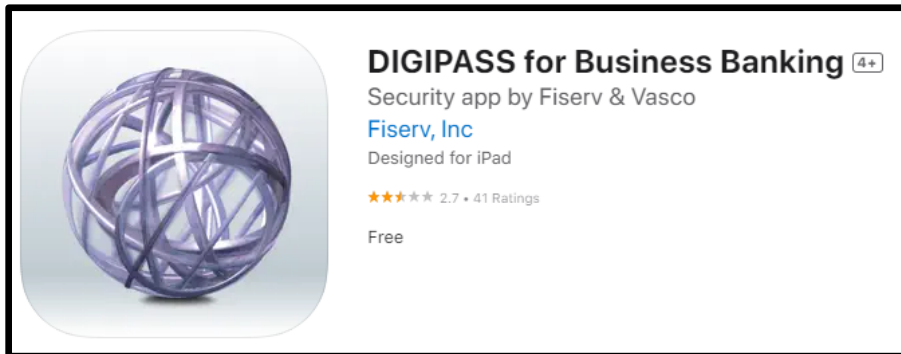 DIGIPASS for Business Banking 4+
Security app by Fiserv & Vasco
Fiserv, Inc
Designed for iPad
2.7 • 41 Ratings
Free